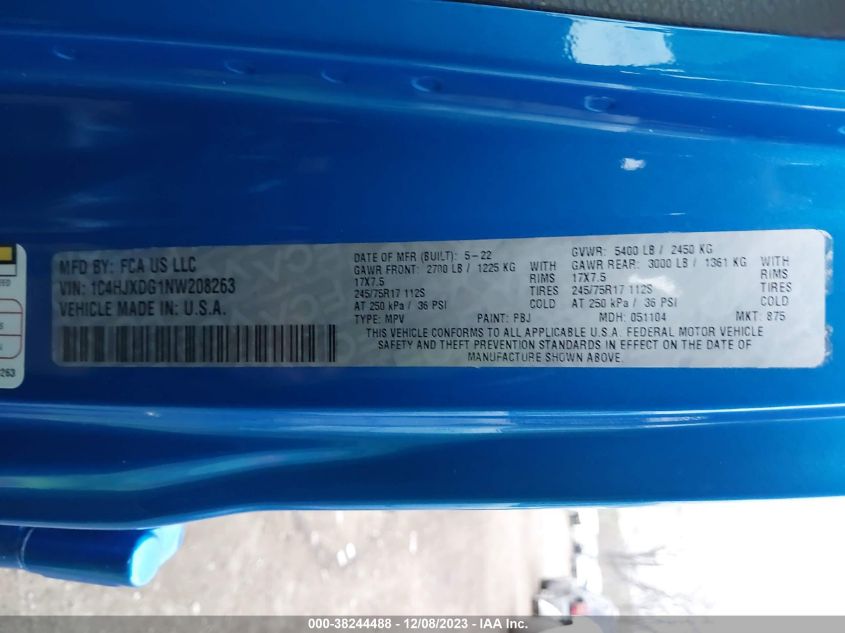 MFD BY: FCA US LLC
VIN: 1C4HJXDG1NW208263
VEHICLE MADE IN: U.S.A.
DATE OF MFR (BUILT): 5-22
GAWR FRONT: 2700 LB / 1225 KG WITH
17X7.5 RIMS
245/75R17 112S TIRES
AT 250 kPa / 36 PSI COLD
GVWR: 5400 LB / 2450 KG
GAWR REAR: 3000 LB / 1361 KG WITH
17X7.5 RIMS
245/75R17 112S TIRES
AT 250 kPa / 36 PSI COLD
TYPE: MPV PAINT: PBJ MDH: 051104 MKT: 875
THIS VEHICLE CONFORMS TO ALL APPLICABLE U.S.A. FEDERAL MOTOR VEHICLE
SAFETY AND THEFT PREVENTION STANDARDS IN EFFECT ON THE DATE OF
MANUFACTURE SHOWN ABOVE.
000-38244488 - 12/08/2023 - IAA Inc.